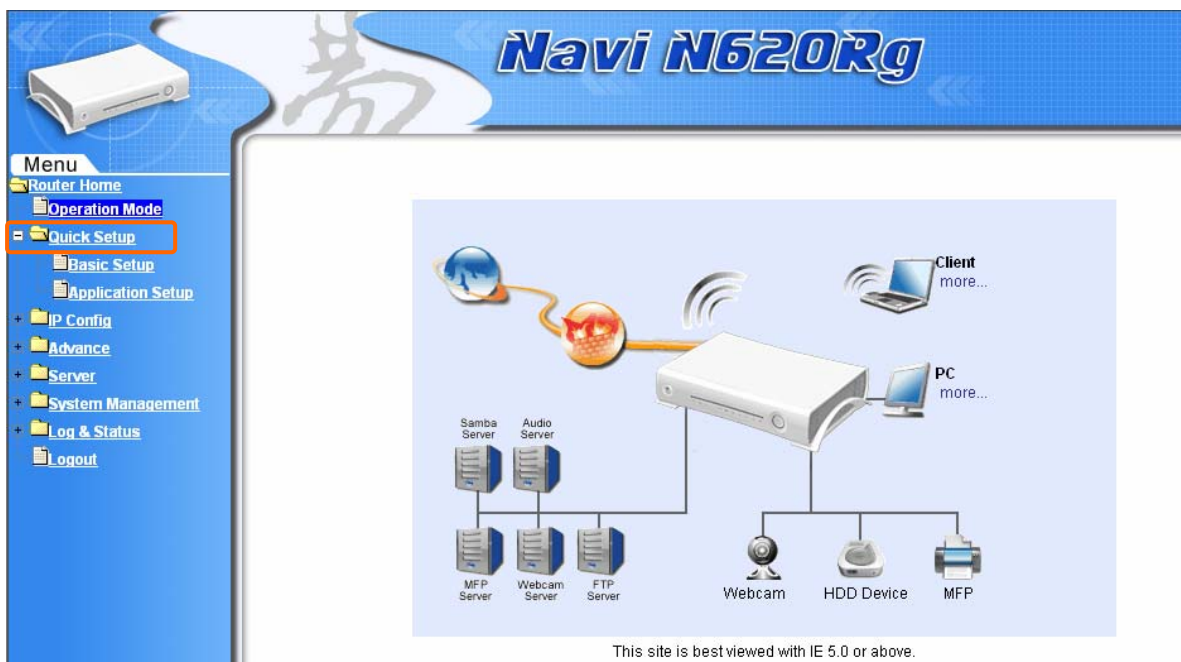 易
Navi N620Rg
Menu
Router Home
Operation Mode
Quick Setup
Basic Setup
Application Setup
IP Config
Advance
Server
System Management
Log & Status
Logout
Client
more...
PC
more...
Samba
Server
Audio
Server
MFP
Server
Webcam
Server
FTP
Server
Webcam
HDD Device
MFP
This site is best viewed with IE 5.0 or above.